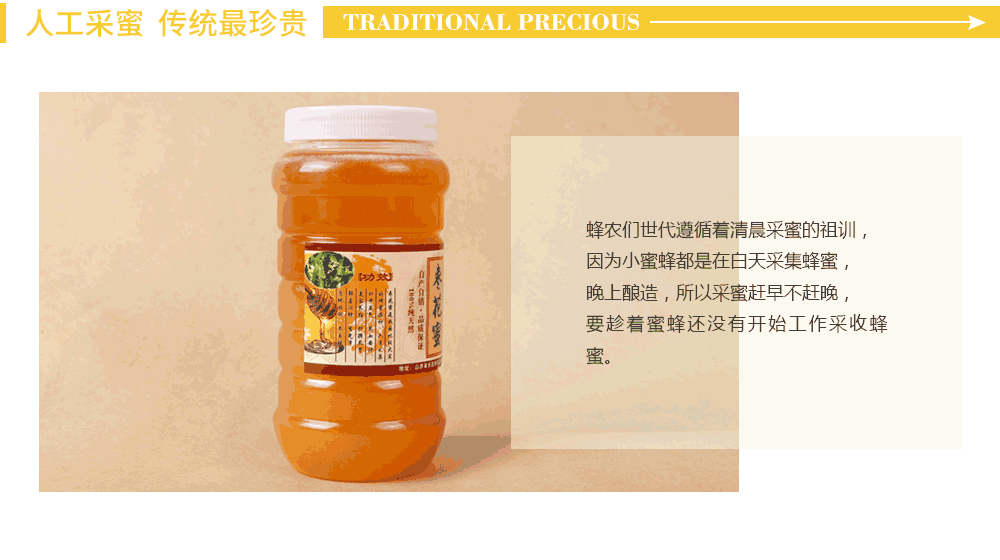 人工采蜜 传统最珍贵
TRADITIONAL PRECIOUS
蜂农们世代遵循着清晨采蜜的祖训，
因为小蜜蜂都是在白天采集蜂蜜，
晚上酿造，所以采蜜赶早不赶晚，
要趁着蜜蜂还没有开始工作采收蜂
蜜。
【功效】
自产自销·品质保证
100%纯天然
枣花蜜
地址：山